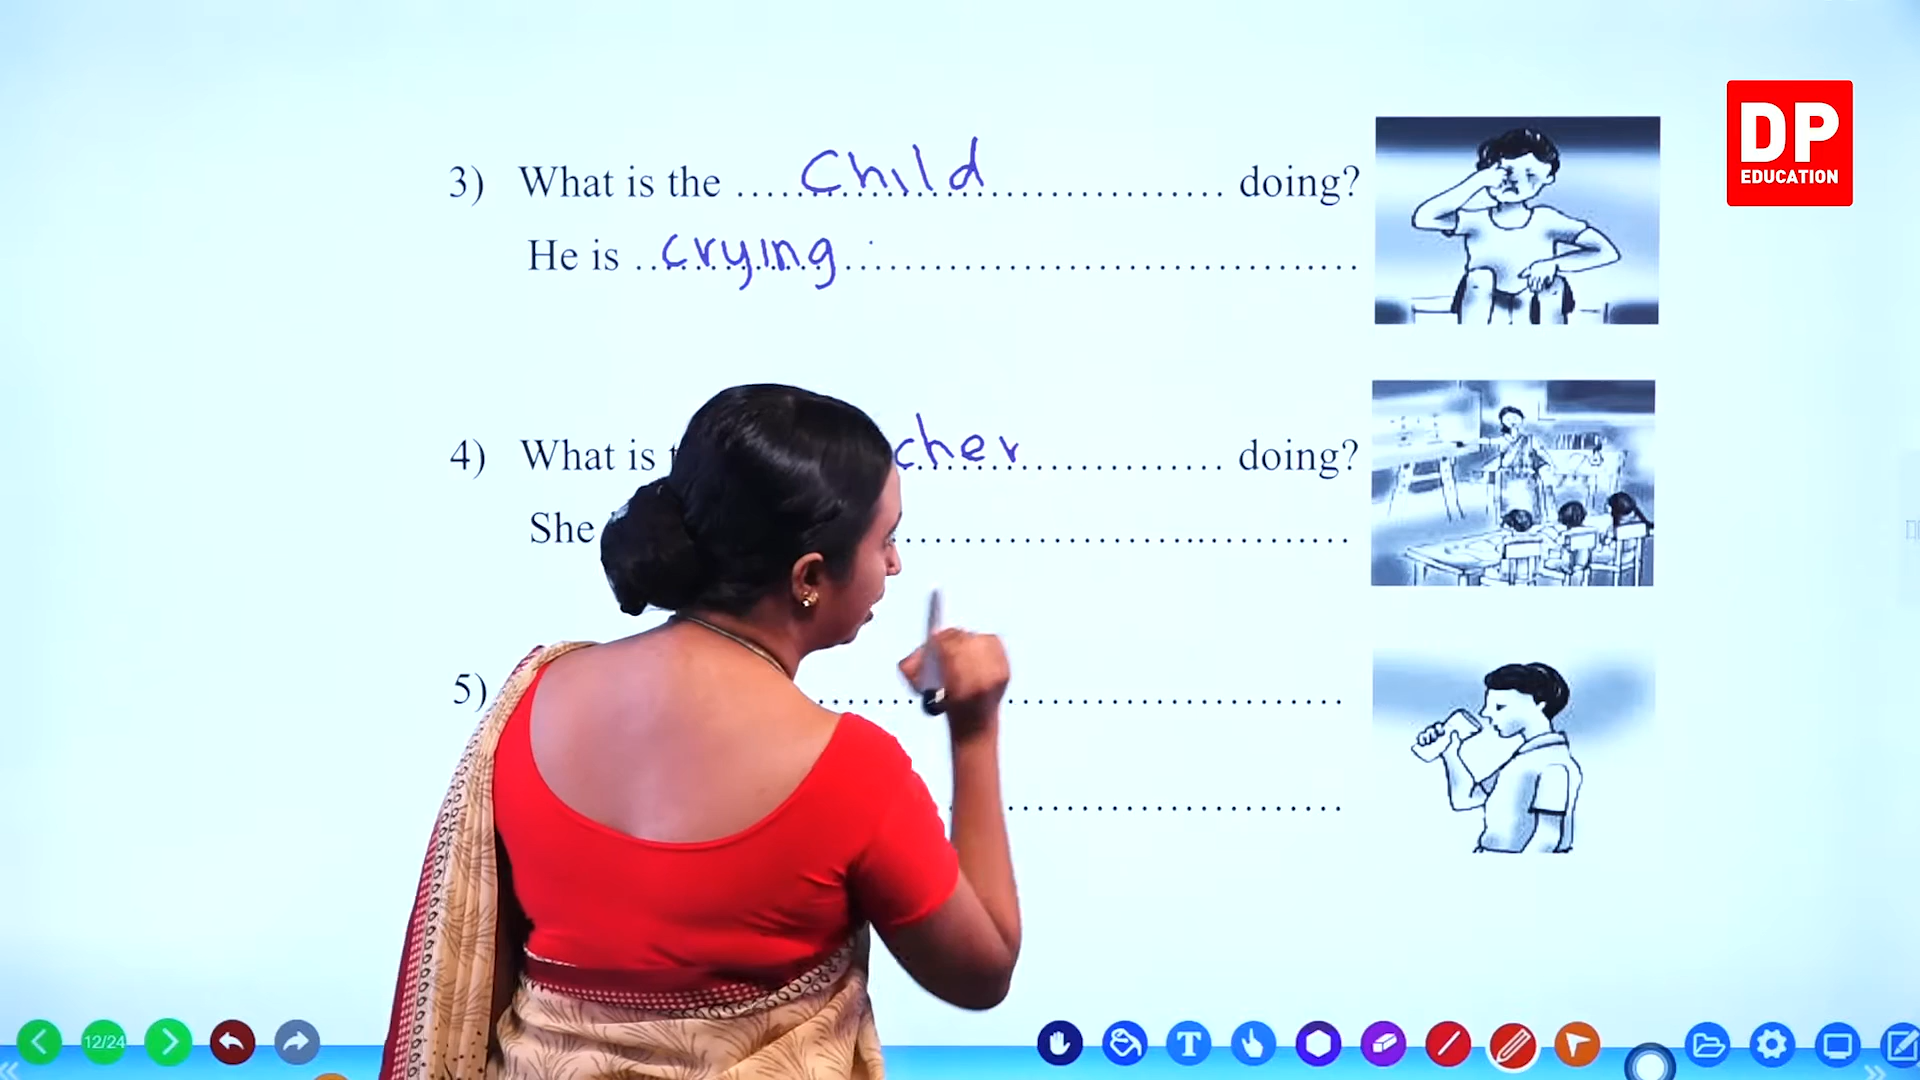 DP
EDUCATION
3) What is the ....Child.... doing?
He is ....crying....
4) What is cher.... doing?
She ....
5) ....
12/24